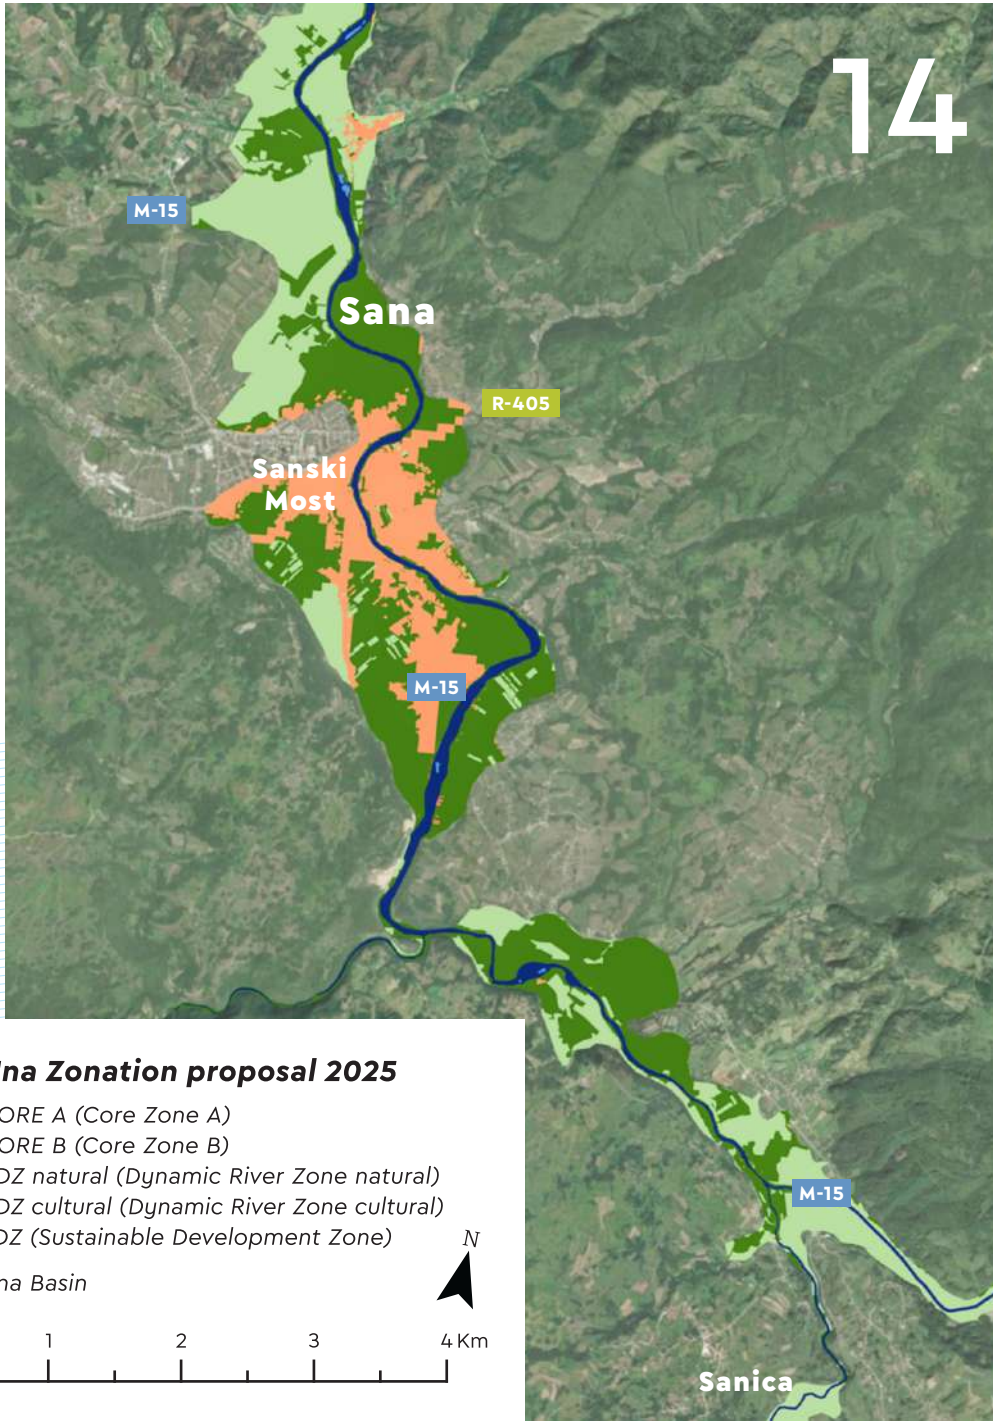 14
M-15
Sana
R-405
Sanski
Most
M-15
M-15
Sanica
na Zonation proposal 2025
ORE A (Core Zone A)
ORE B (Core Zone B)
DZ natural (Dynamic River Zone natural)
DZ cultural (Dynamic River Zone cultural)
DZ (Sustainable Development Zone)
na Basin
N
1 2 3 4 Km